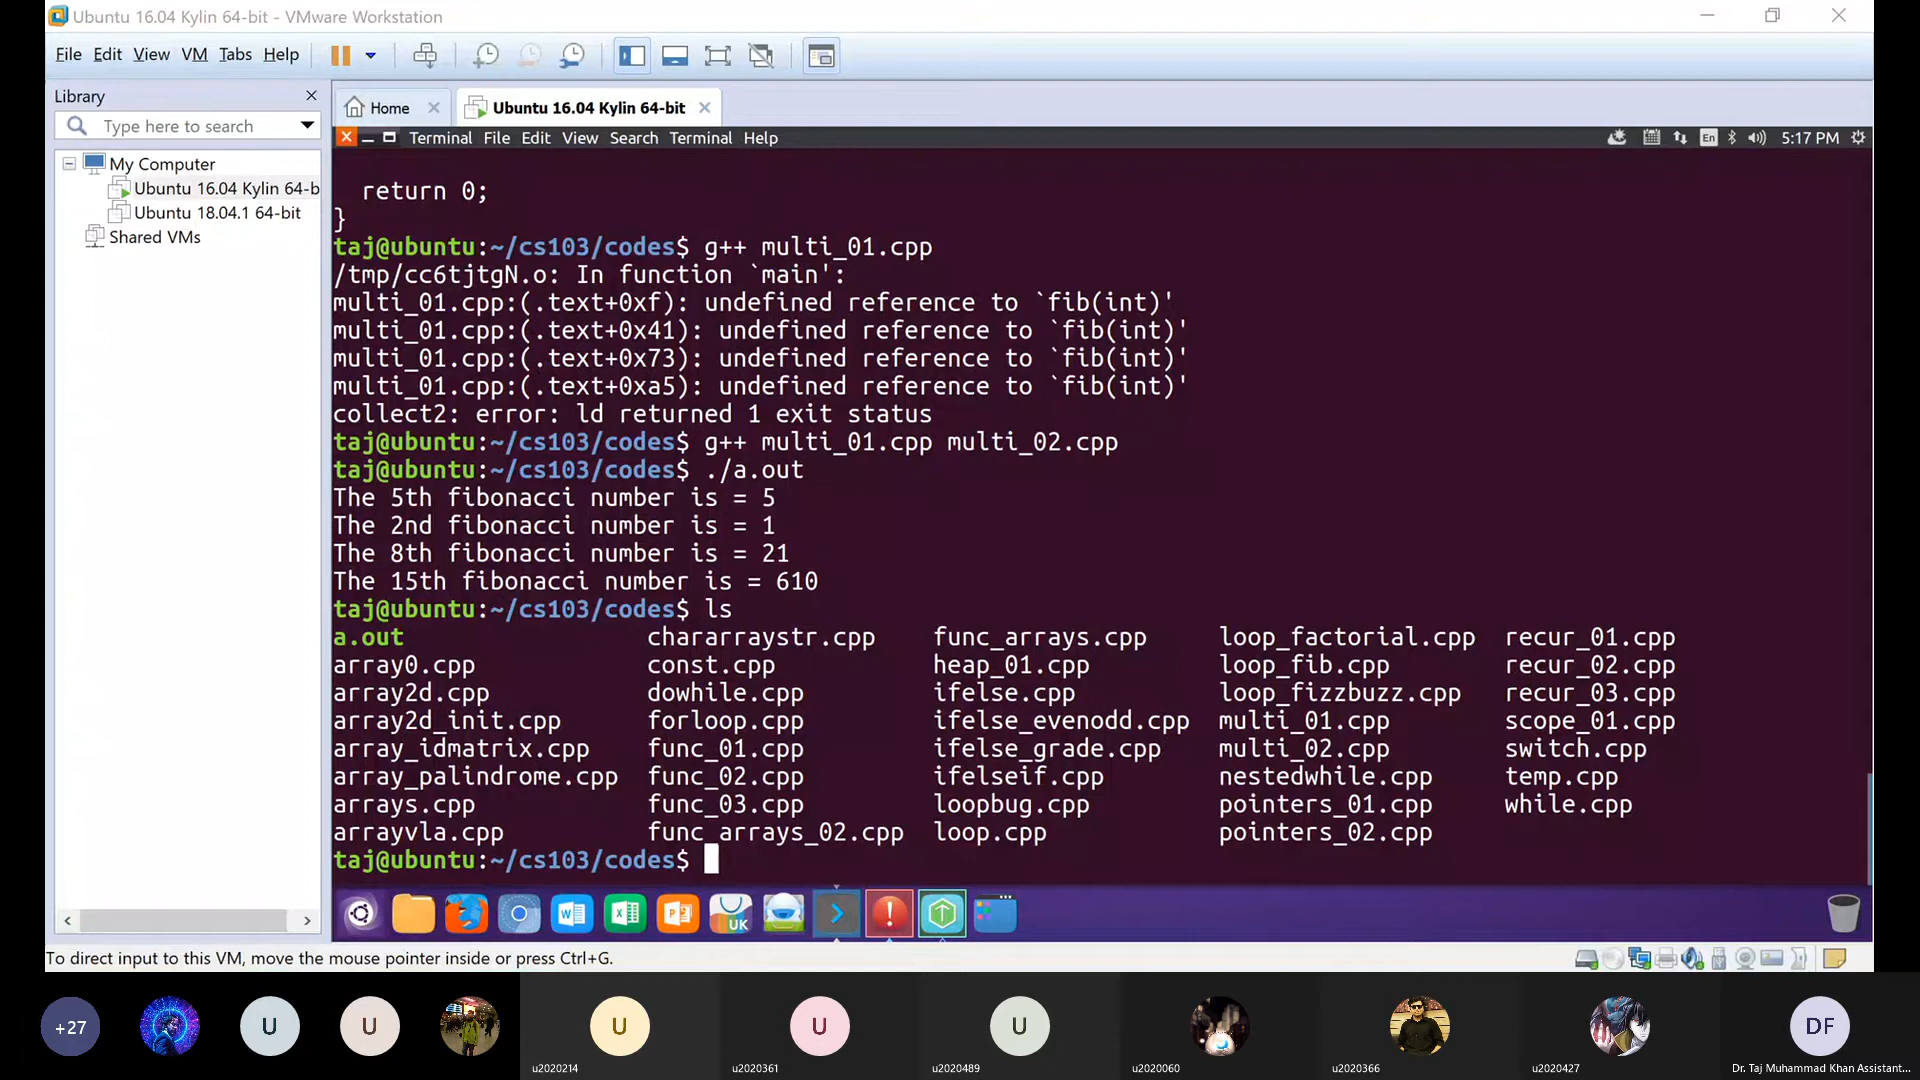 Ubuntu 16.04 Kylin 64-bit - VMware Workstation
File Edit View VM Tabs Help
Library
Type here to search
My Computer
Ubuntu 16.04 Kylin 64-b
Ubuntu 18.04.1 64-bit
Shared VMs
Home
Ubuntu 16.04 Kylin 64-bit
Terminal File Edit View Search Terminal Help
En
5:17 PM
return 0;
}
taj@ubuntu:~/cs103/codes$ g++ multi_01.cpp
/tmp/cc6tjtgN.o: In function `main':
multi_01.cpp:(.text+0xf): undefined reference to `fib(int)'
multi_01.cpp:(.text+0x41): undefined reference to `fib(int)'
multi_01.cpp:(.text+0x73): undefined reference to `fib(int)'
multi_01.cpp:(.text+0xa5): undefined reference to `fib(int)'
collect2: error: ld returned 1 exit status
taj@ubuntu:~/cs103/codes$ g++ multi_01.cpp multi_02.cpp
taj@ubuntu:~/cs103/codes$ ./a.out
The 5th fibonacci number is = 5
The 2nd fibonacci number is = 1
The 8th fibonacci number is = 21
The 15th fibonacci number is = 610
taj@ubuntu:~/cs103/codes$ ls
a.out chararraystr.cpp func_arrays.cpp loop_factorial.cpp recur_01.cpp
array0.cpp const.cpp heap_01.cpp loop_fib.cpp recur_02.cpp
array2d.cpp dowhile.cpp ifelse.cpp loop_fizzbuzz.cpp recur_03.cpp
array2d_init.cpp forloop.cpp ifelse_evenodd.cpp multi_01.cpp scope_01.cpp
array_idmatrix.cpp func_01.cpp ifelse_grade.cpp multi_02.cpp switch.cpp
array_palindrome.cpp func_02.cpp ifelseif.cpp nestedwhile.cpp temp.cpp
arrays.cpp func_03.cpp loopbug.cpp pointers_01.cpp while.cpp
arrayvla.cpp func_arrays_02.cpp loop.cpp pointers_02.cpp
taj@ubuntu:~/cs103/codes$
W X P UK
To direct input to this VM, move the mouse pointer inside or press Ctrl+G.
+27 U U U U U DF
u2020214 u2020361 u2020489 u2020060 u2020366 u2020427 Dr. Taj Muhammad Khan Assistant...